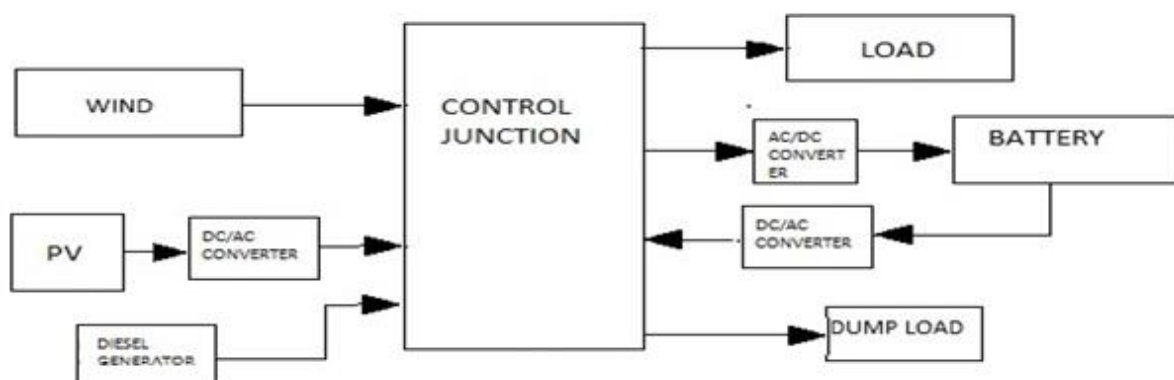 WIND
PV
DC/AC
CONVERTER
DIESEL
GENERATOR
CONTROL
JUNCTION
LOAD
AC/DC
CONVERT
ER
BATTERY
DC/AC
CONVERTER
DUMP LOAD